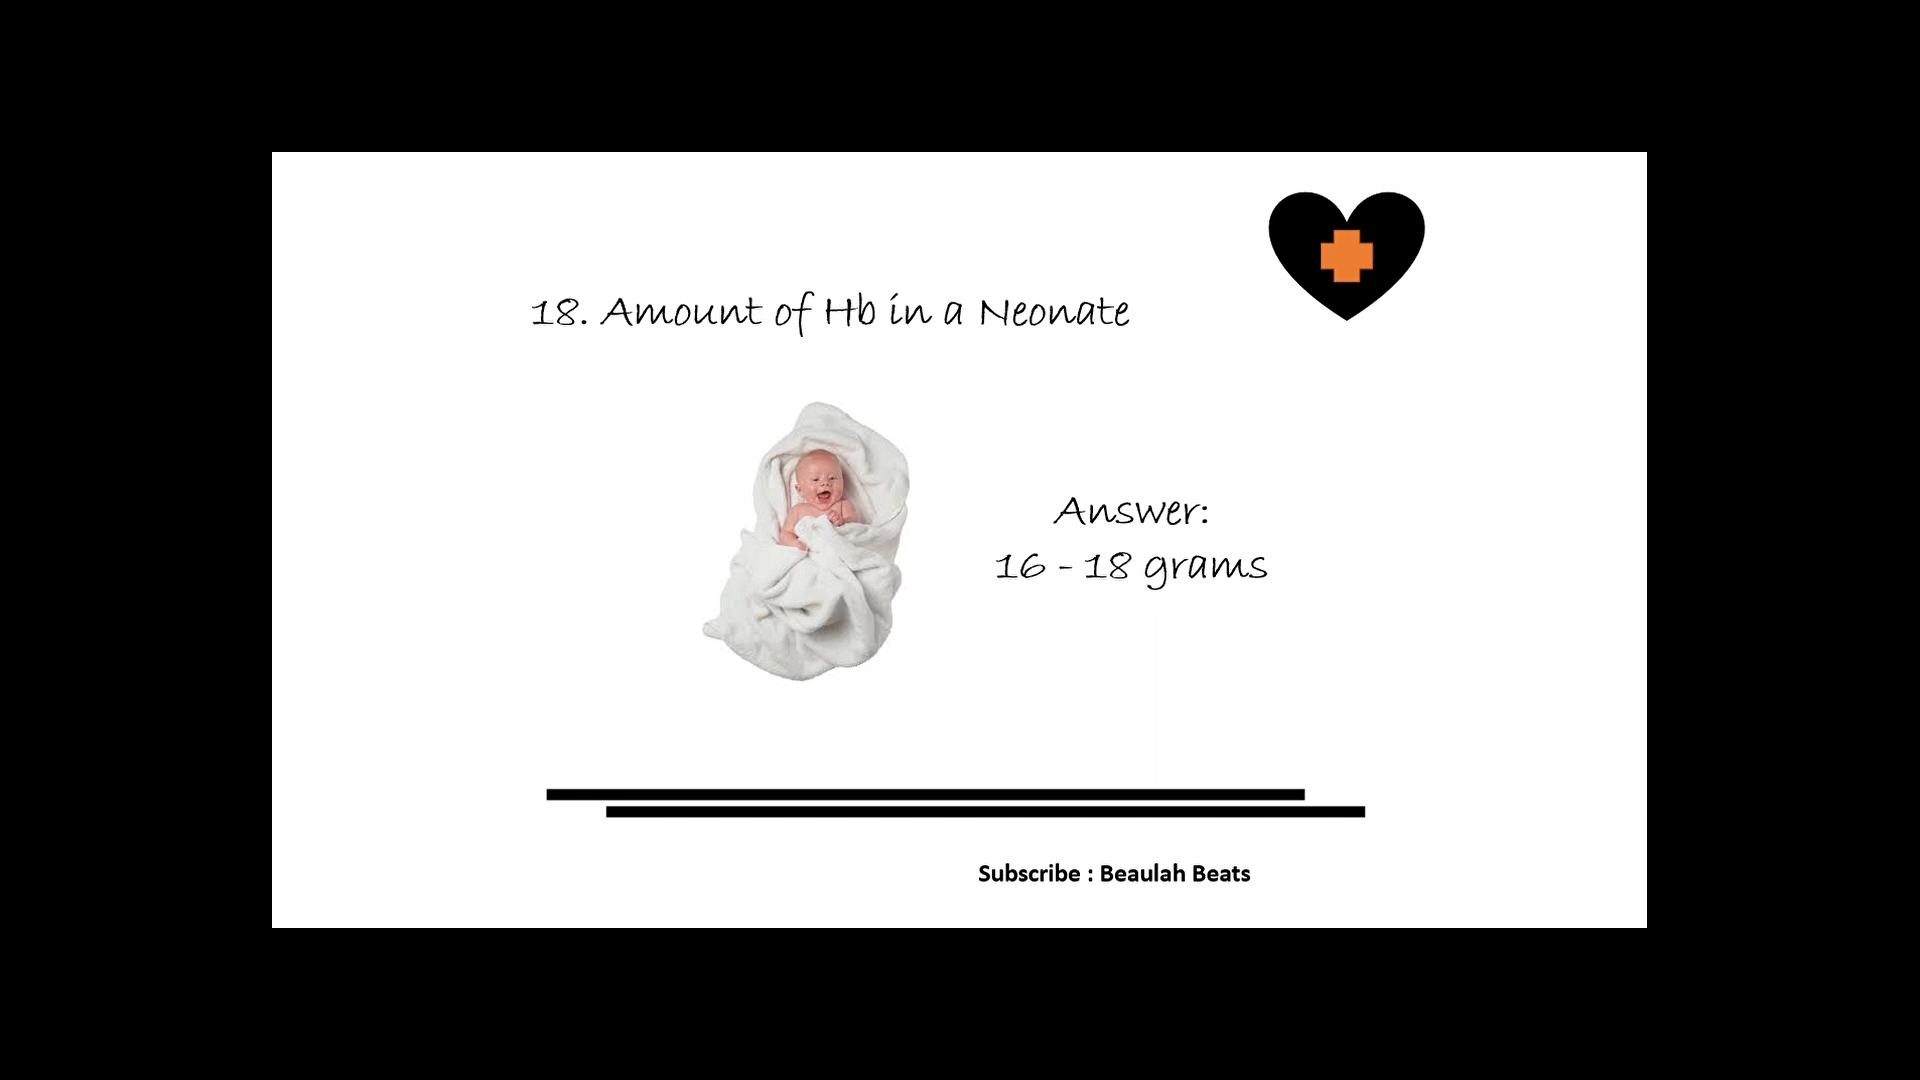 18. Amount of Hb in a Neonate
Answer:
16 - 18 grams
Subscribe : Beaulah Beats